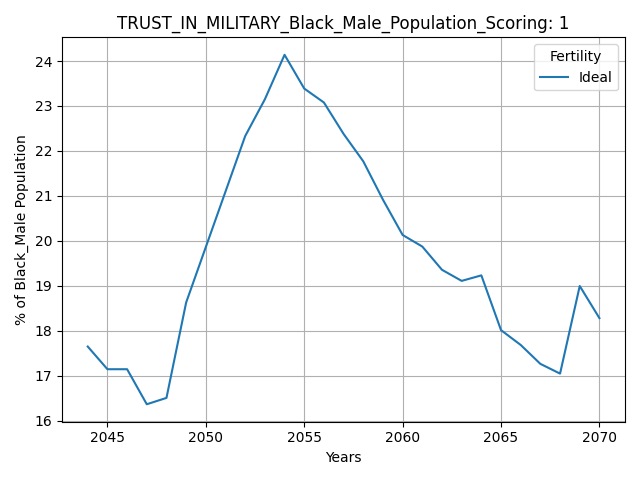 TRUST_IN_MILITARY_Black_Male_Population_Scoring: 1
Fertility
Ideal
24
23
22
21
20
19
18
17
16
% of Black_Male Population
2045 2050 2055 2060 2065 2070
Years